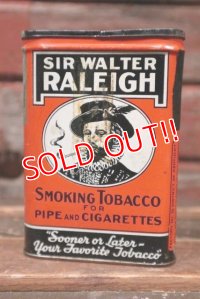 SIR WALTER
RALEIGH
SOLD OUT!!
SMOKING TOBACCO
FOR
PIPE AND CIGARETTES
"Sooner or Later-
Your Favorite Tobacco"